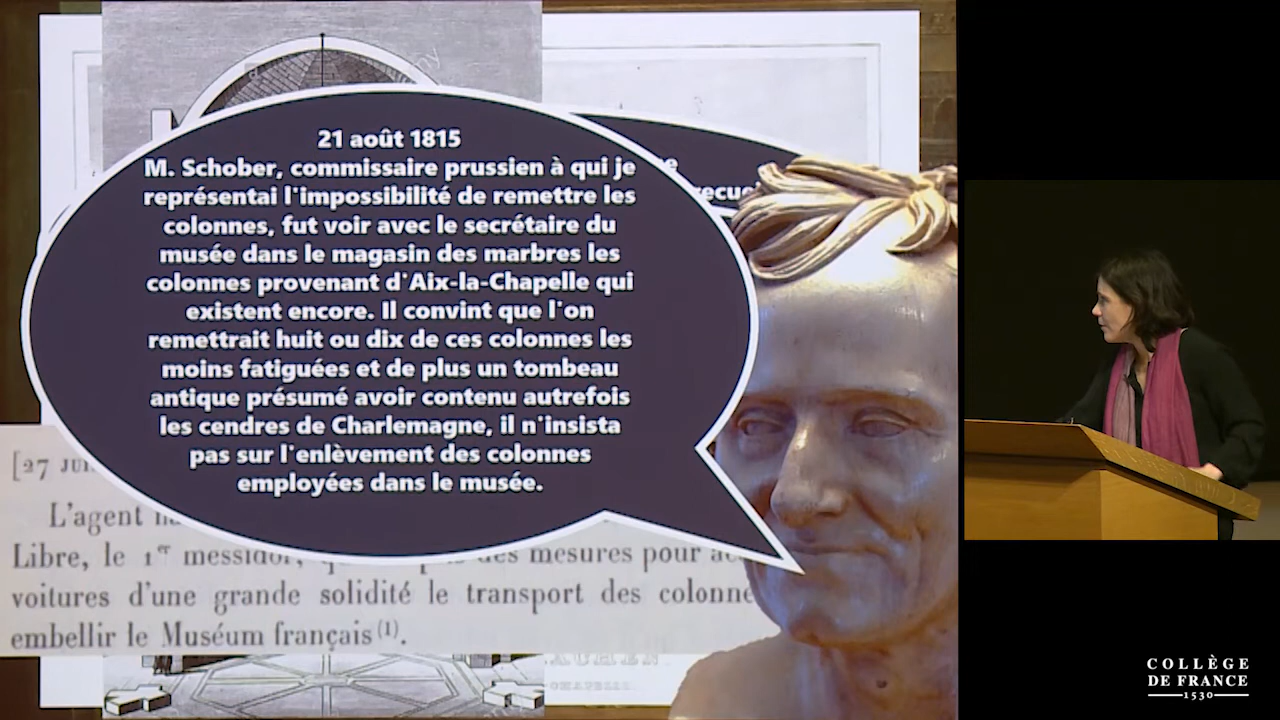 21 août 1815
M. Schober, commissaire prussien à qui je
représentai l'impossibilité de remettre les
colonnes, fut voir avec le secrétaire du
musée dans le magasin des marbres les
colonnes provenant d'Aix-la-Chapelle qui
existent encore. Il convint que l'on
remettrait huit ou dix de ces colonnes les
moins fatiguées et de plus un tombeau
antique présumé avoir contenu autrefois
les cendres de Charlemagne, il n'insista
pas sur l'enlèvement des colonnes
employées dans le musée.
[27
L'agent
Libre, le 1er messidor, des mesures pour
voitures d'une grande solidité le transport des
embellir le Muséum français(1).
COLLÈGE
DE FRANCE
1530